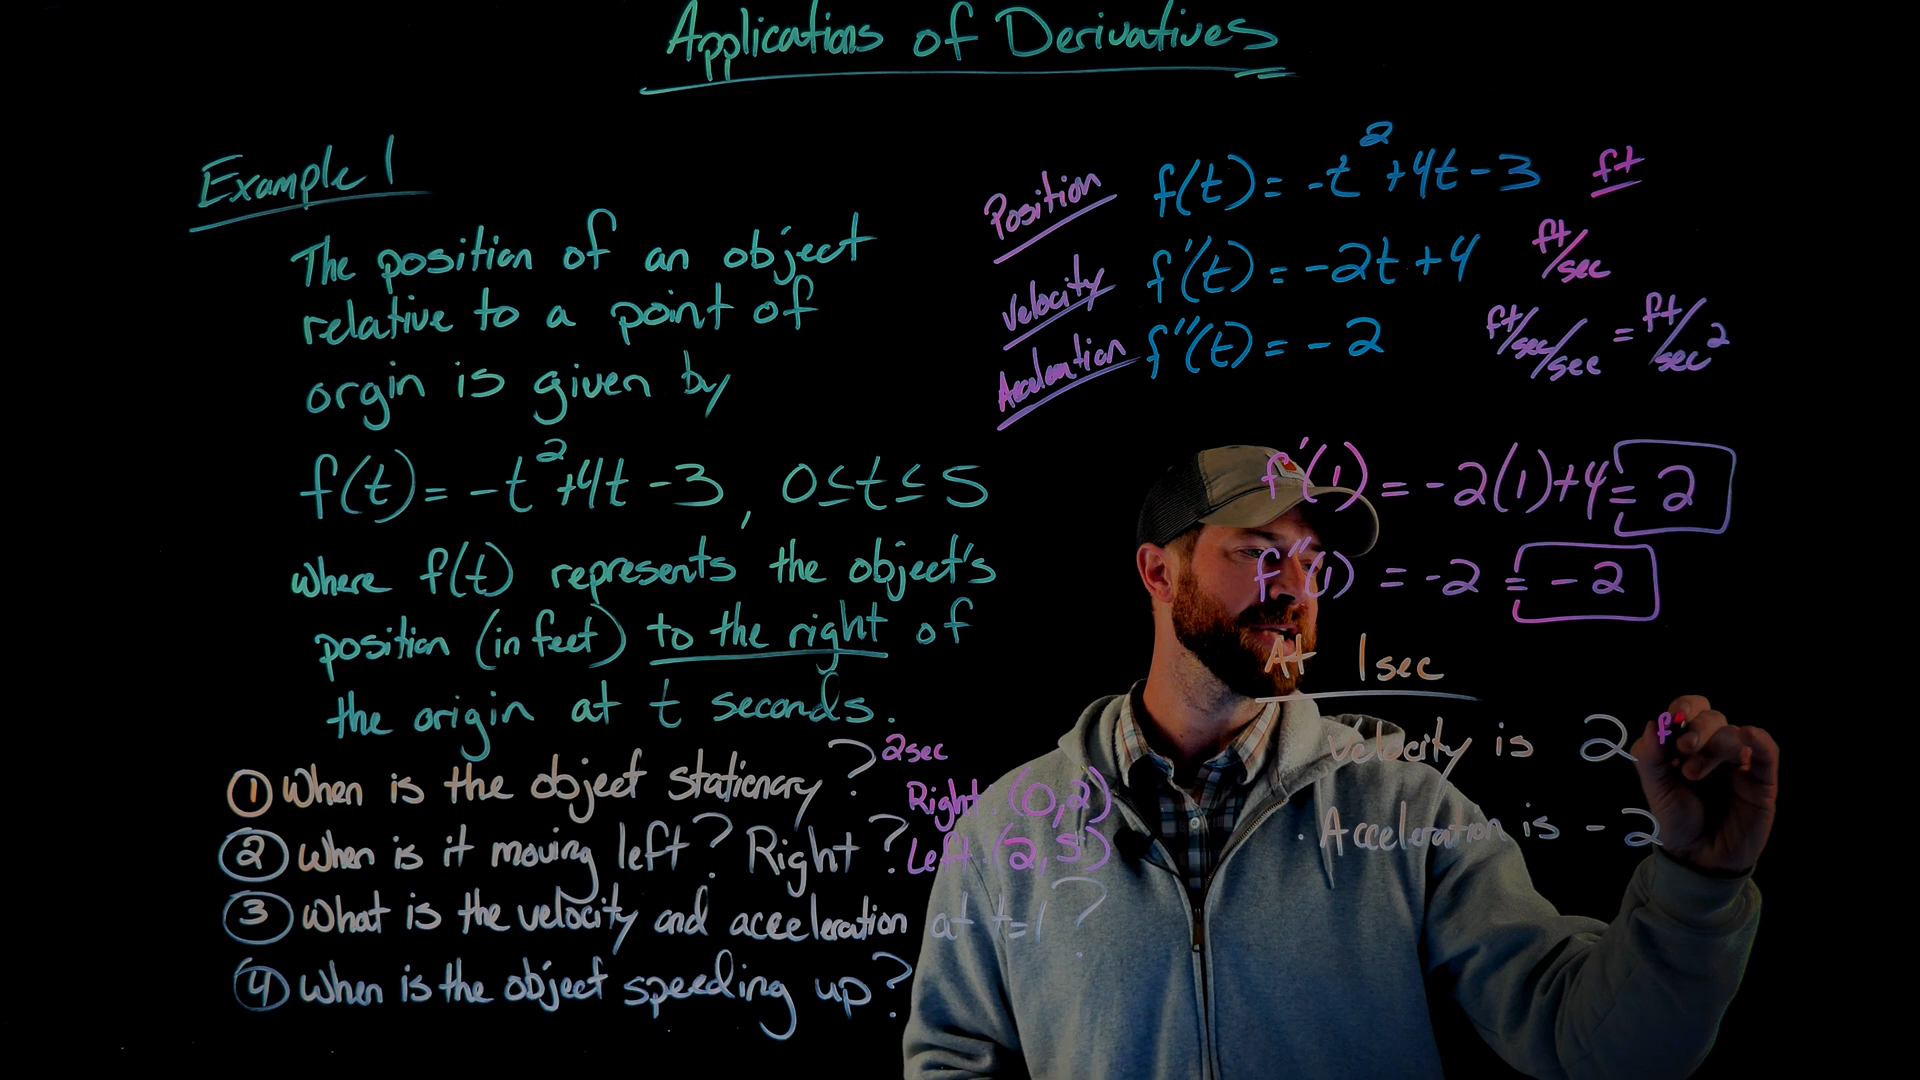 Applications of Derivatives
Example 1
The position of an object
relative to a point of
orgin is given by
f(t) = -t²+4t-3, 0≤t≤5
where f(t) represents the object's
position (in feet) to the right of
the origin at t seconds.
① When is the object stationary? 2sec
② When is it moving left? Right? Right: (0,2)
Left: (2,5)
③ What is the velocity and acceleration at t=1?
④ When is the object speeding up?
Position f(t) = -t²+4t-3 ft
Velocity f'(t) = -2t+4 ft/sec
Acceleration f''(t) = -2 ft/sec/sec = ft/sec²
f'(1) = -2(1)+4 = 2
f''(1) = -2 = -2
At 1sec
Velocity is 2 f
· Acceleration is -2